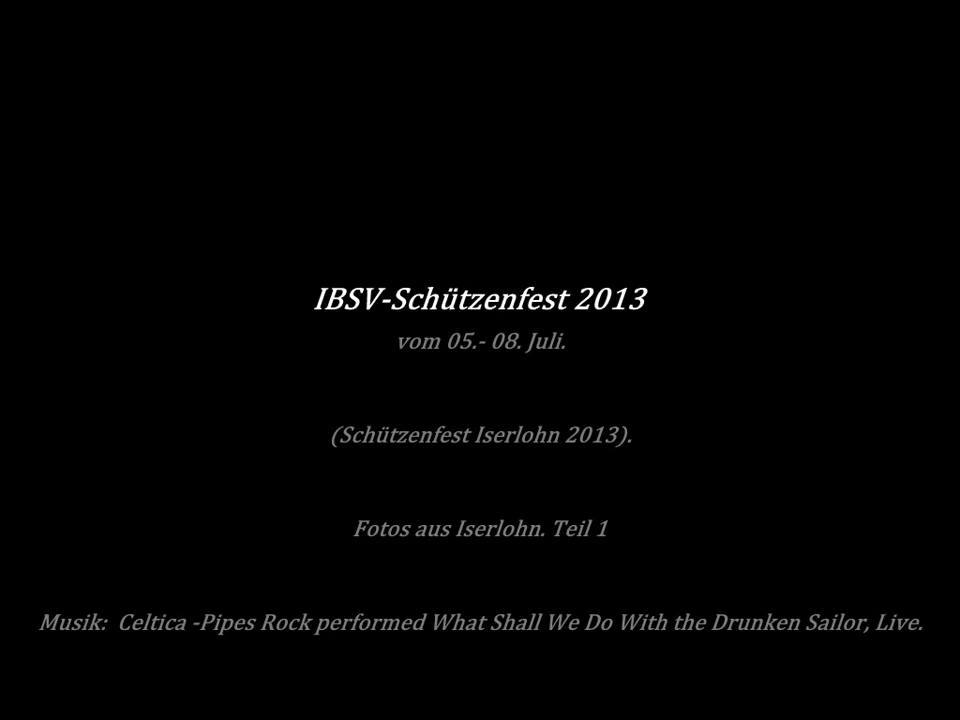 IBSV-Schützenfest 2013
vom 05.- 08. Juli.
(Schützenfest Iserlohn 2013).
Fotos aus Iserlohn. Teil 1
Musik:  Celtica -Pipes Rock performed What Shall We Do With the Drunken Sailor, Live.